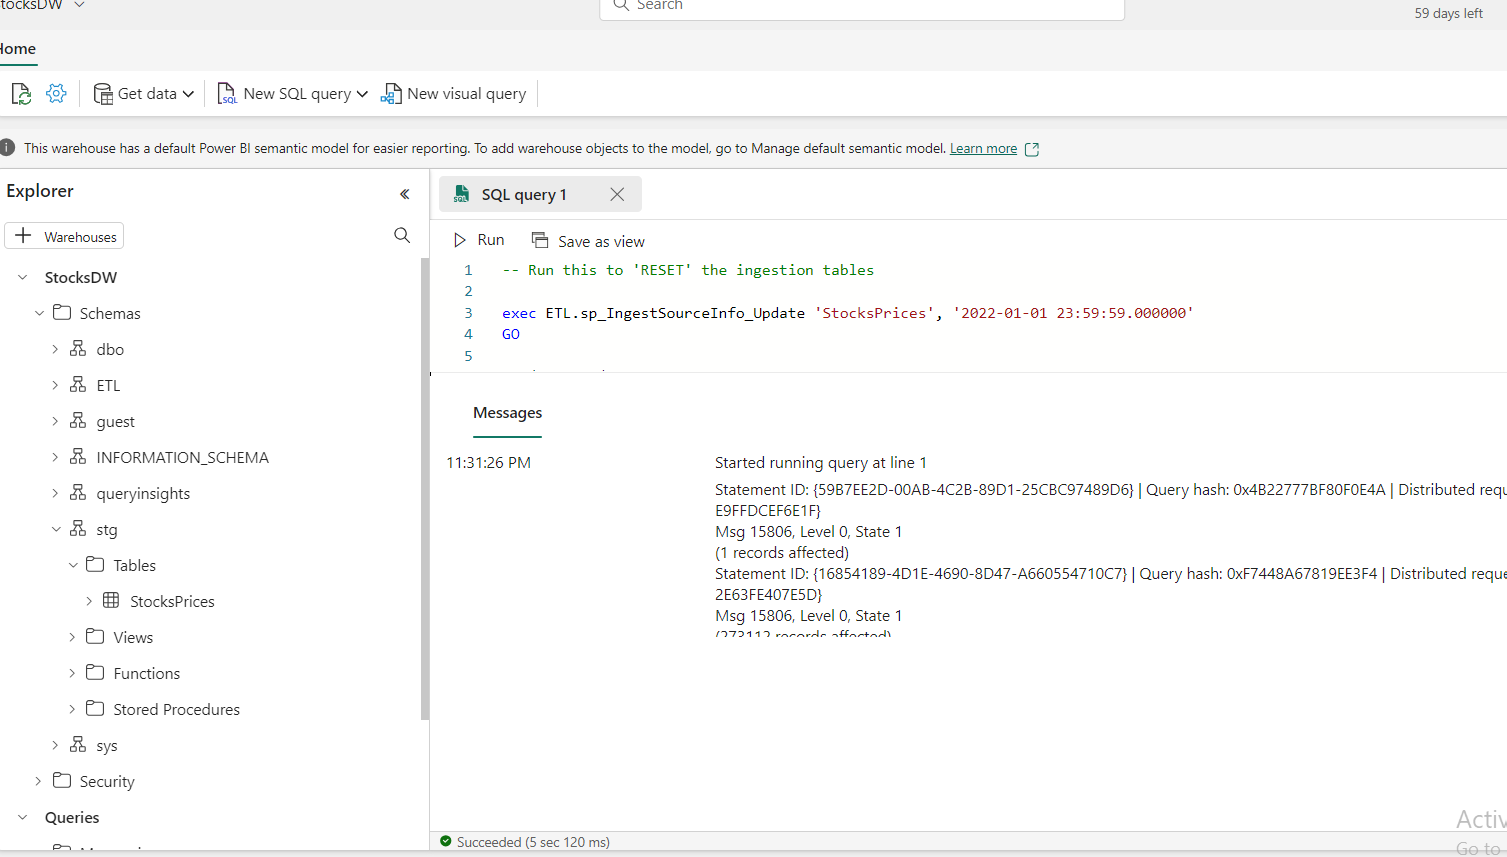 Search
59 days left
Get data
New SQL query
New visual query
This warehouse has a default Power BI semantic model for easier reporting. To add warehouse objects to the model, go to Manage default semantic model. Learn more
Explorer
SQL query 1
Warehouses
Run
Save as view
1 -- Run this to 'RESET' the ingestion tables
2
3 exec ETL.sp_IngestSourceInfo_Update 'StocksPrices', '2022-01-01 23:59:59.000000'
4 GO
5
StocksDW
Schemas
dbo
ETL
guest
INFORMATION_SCHEMA
queryinsights
stg
Tables
StocksPrices
Views
Functions
Stored Procedures
sys
Security
Queries
Messages
11:31:26 PM
Started running query at line 1
Statement ID: {59B7EE2D-00AB-4C2B-89D1-25CBC97489D6} | Query hash: 0x4B22777BF80F0E4A | Distributed requ
E9FFDCEF6E1F}
Msg 15806, Level 0, State 1
(1 records affected)
Statement ID: {16854189-4D1E-4690-8D47-A660554710C7} | Query hash: 0xF7448A67819EE3F4 | Distributed reque
2E63FE407E5D}
Msg 15806, Level 0, State 1
(273112 records affected)
Succeeded (5 sec 120 ms)
Activ
Go to